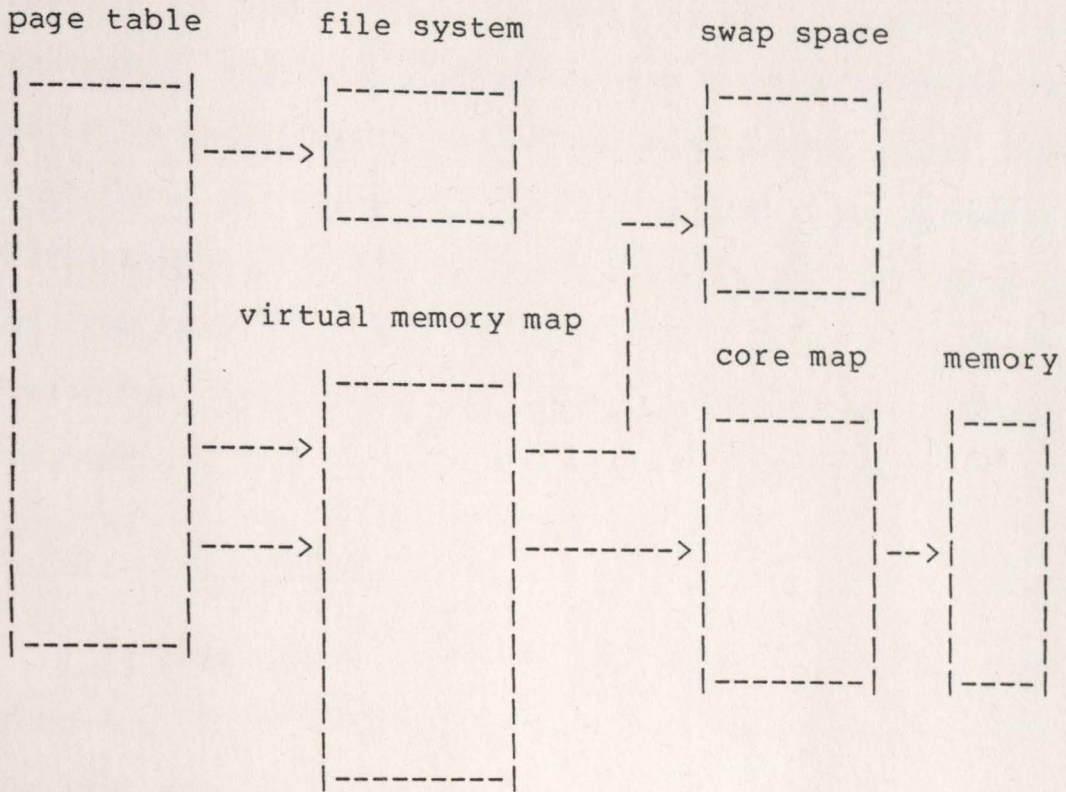 page table
file system
swap space
virtual memory map
core map
memory